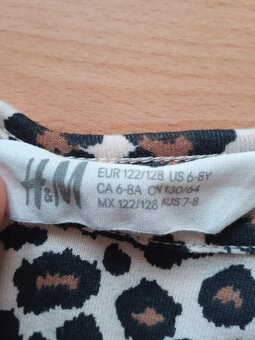 H&M
EUR 122/128 US 6-8Y
CA 6-8A CN 130/64
MX 122/128 AUS 7-8